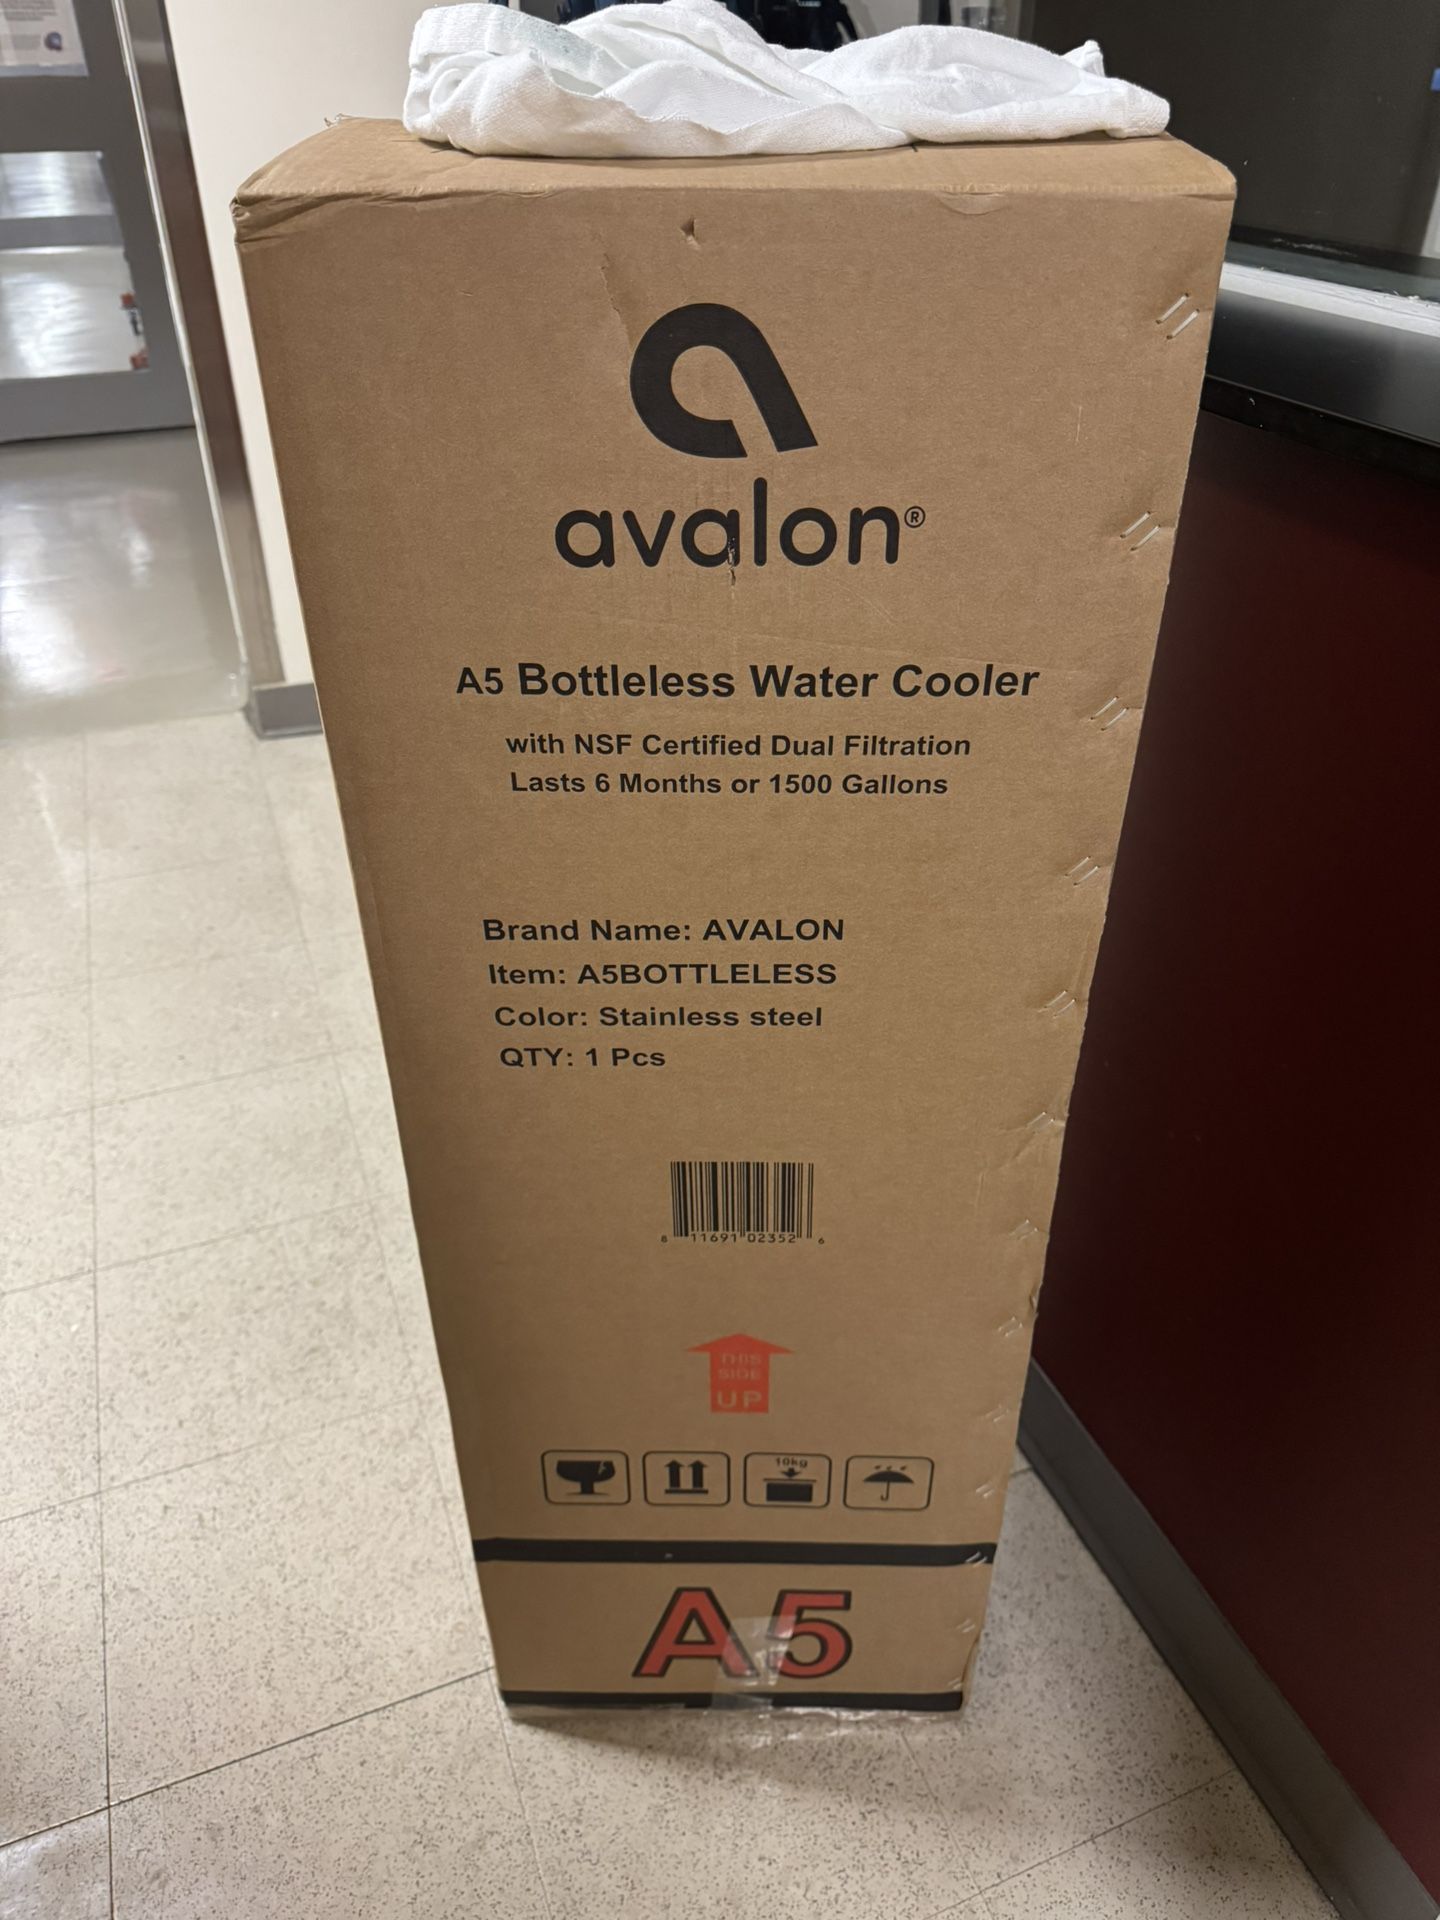 avalon®
A5 Bottleless Water Cooler
with NSF Certified Dual Filtration
Lasts 6 Months or 1500 Gallons
Brand Name: AVALON
Item: A5BOTTLELESS
Color: Stainless steel
QTY: 1 Pcs
8 11691 02352 6
THIS
SIDE
UP
10kg
A5